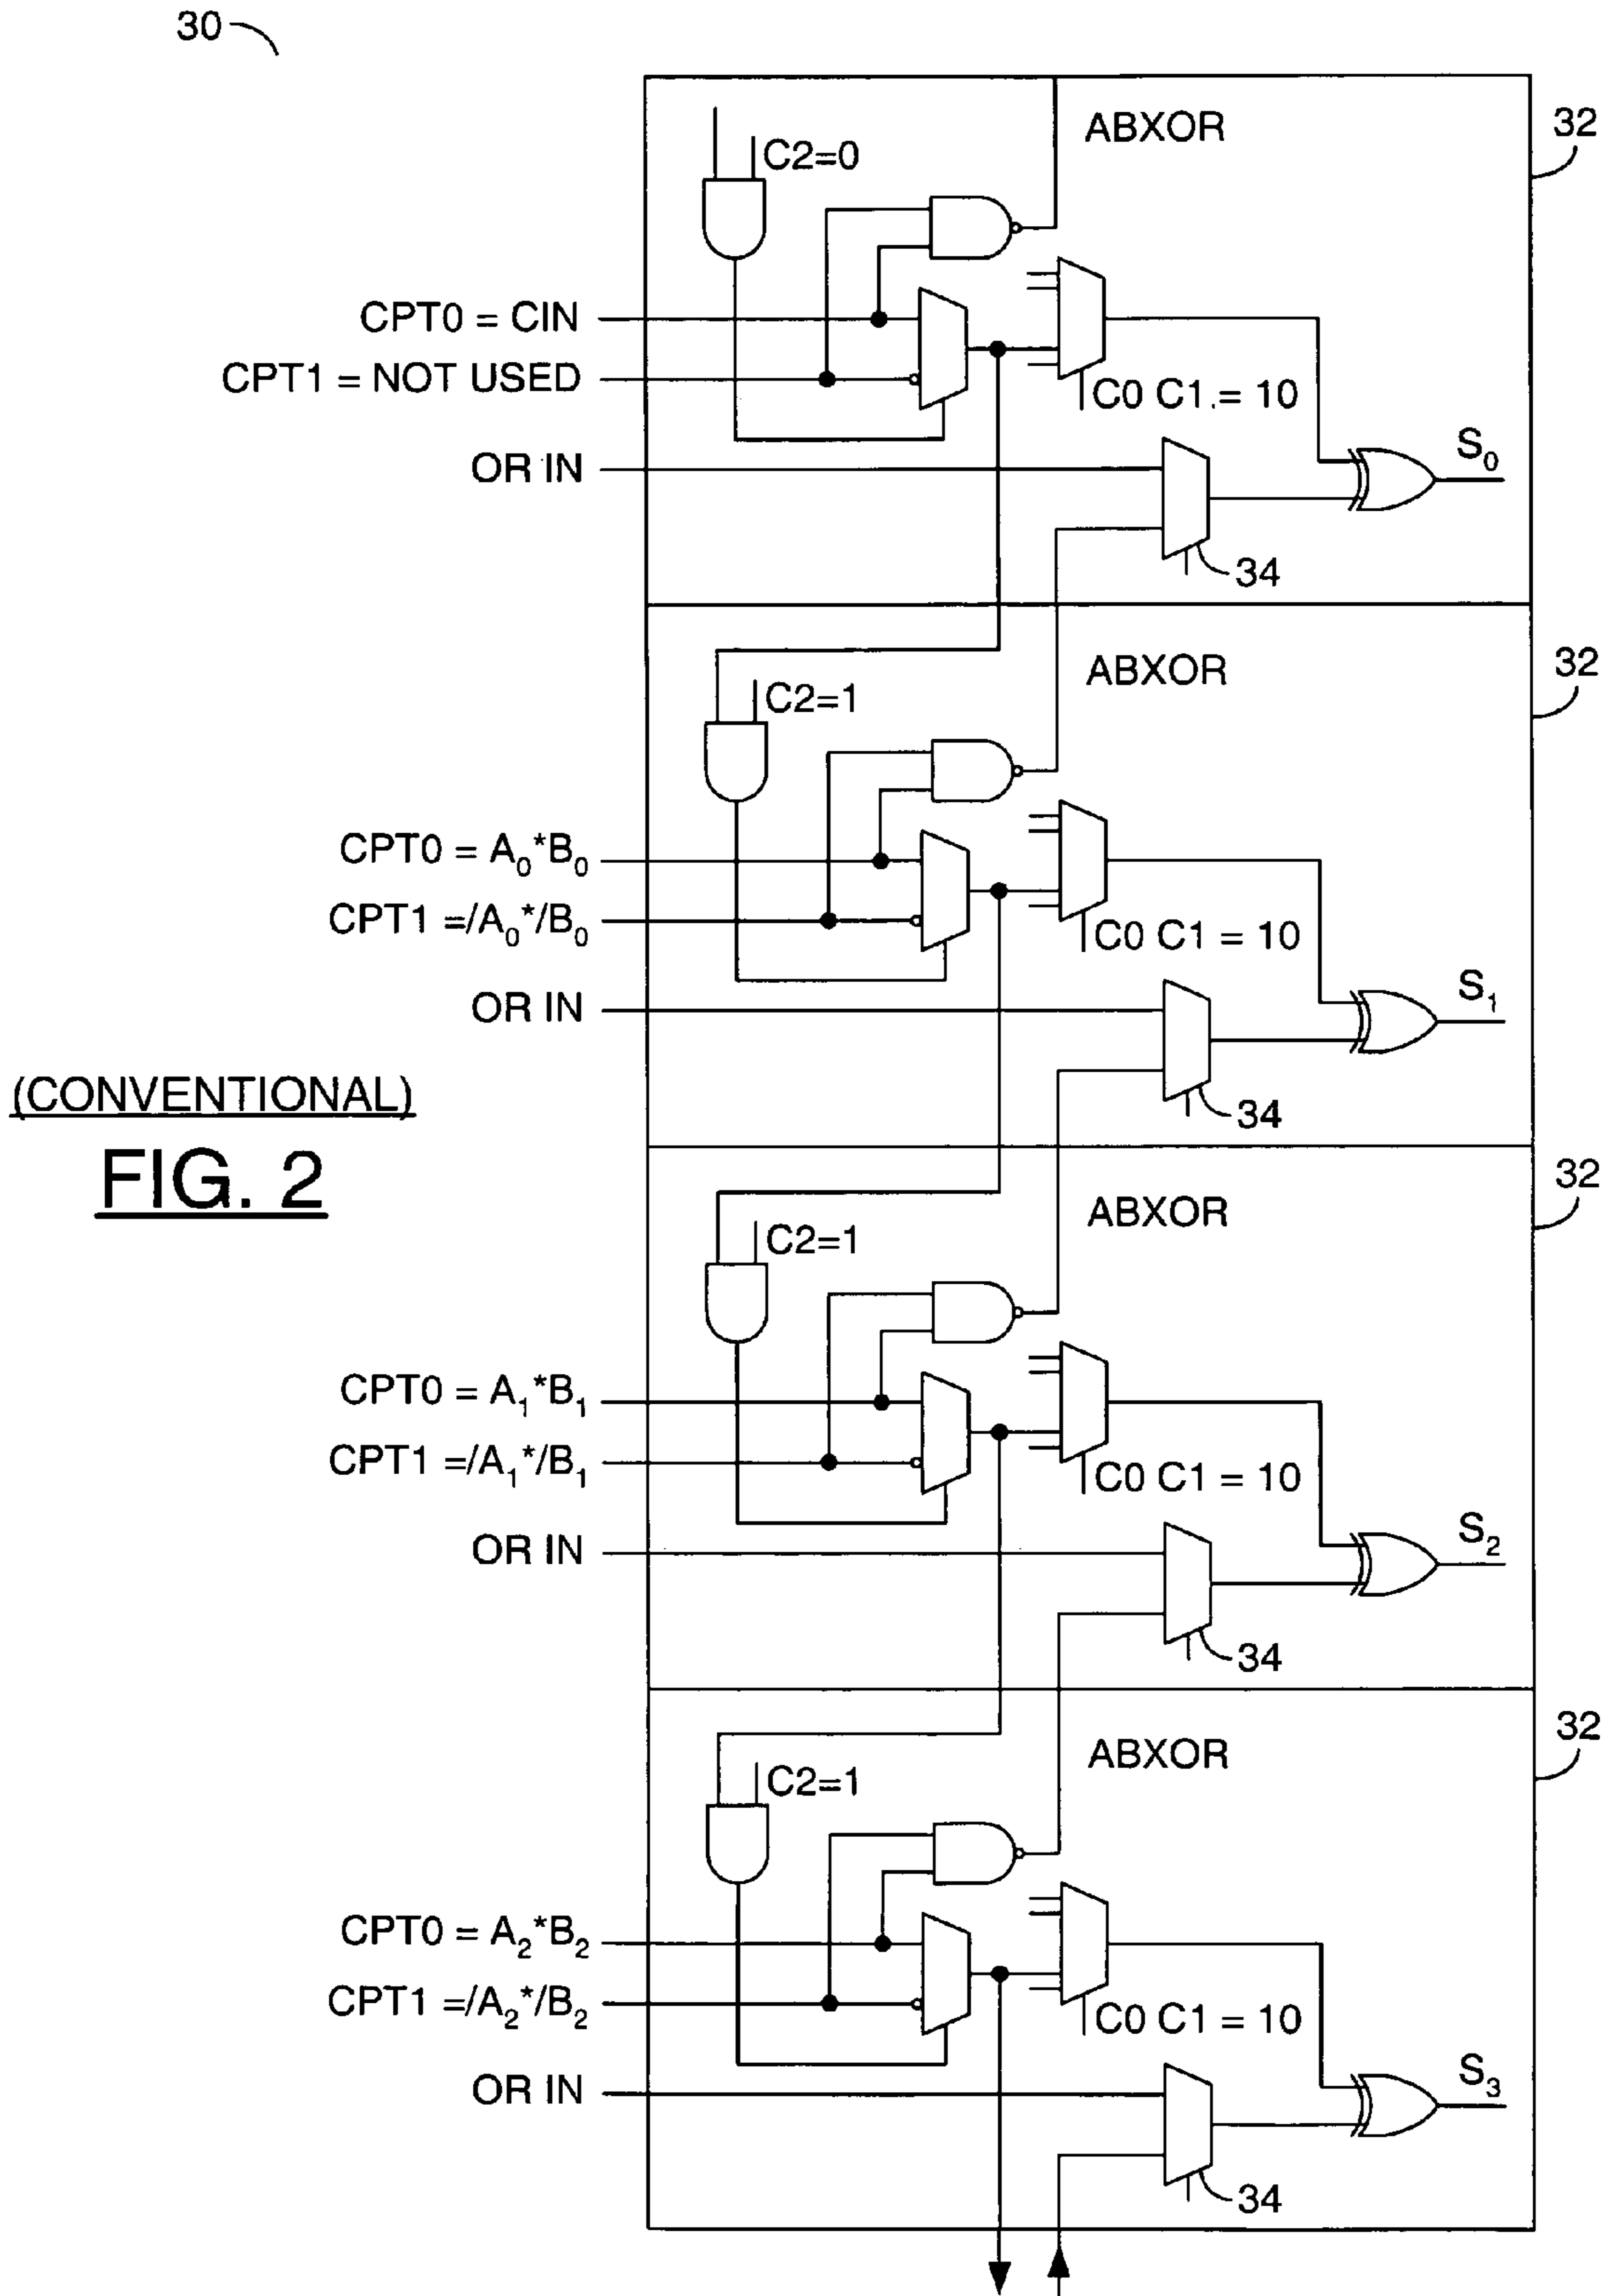 30
32
ABXOR
C2=0
CPT0 = CIN
CPT1 = NOT USED
C0 C1. = 10
OR IN
S₀
34
32
ABXOR
C2=1
CPT0 = A₀*B₀
CPT1 =/A₀*/B₀
C0 C1 = 10
OR IN
S₁
34
(CONVENTIONAL)
FIG. 2
32
ABXOR
C2=1
CPT0 = A₁*B₁
CPT1 =/A₁*/B₁
C0 C1 = 10
OR IN
S₂
34
32
ABXOR
C2=1
CPT0 = A₂*B₂
CPT1 =/A₂*/B₂
C0 C1 = 10
OR IN
S₃
34